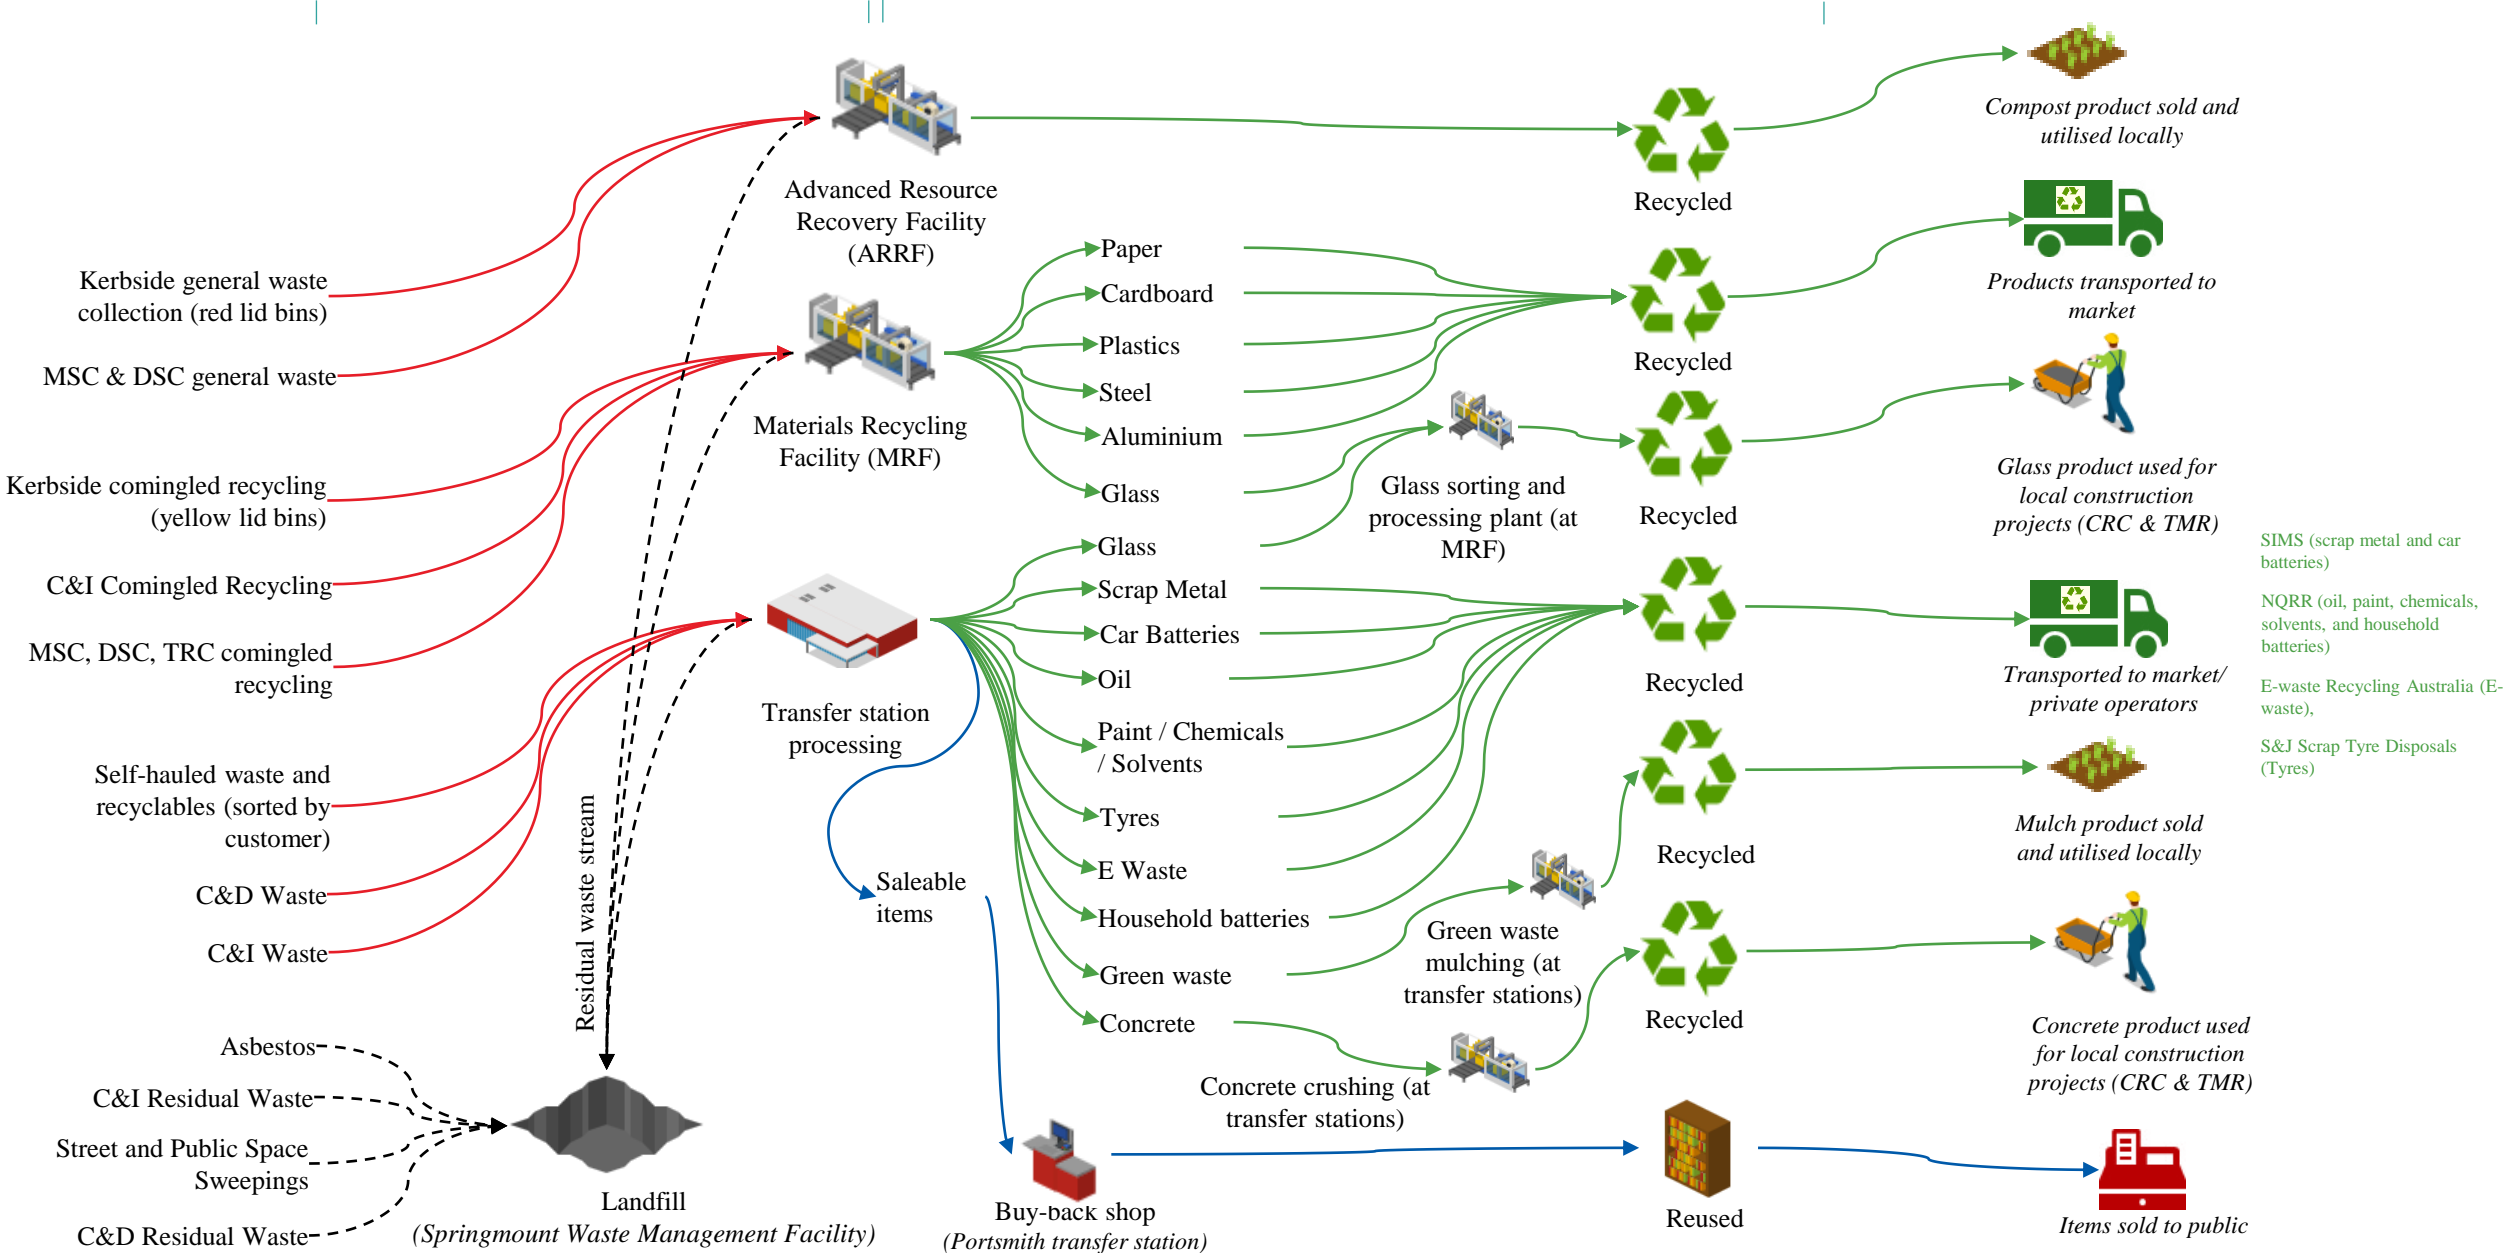 Kerbside general waste
collection (red lid bins)
MSC & DSC general waste
Kerbside comingled recycling
(yellow lid bins)
C&I Comingled Recycling
MSC, DSC, TRC comingled
recycling
Self-hauled waste and
recyclables (sorted by
customer)
C&D Waste
C&I Waste
Asbestos
C&I Residual Waste
Street and Public Space
Sweepings
C&D Residual Waste
Residual waste stream
Landfill
(Springmount Waste Management Facility)
Advanced Resource
Recovery Facility
(ARRF)
Materials Recycling
Facility (MRF)
Transfer station
processing
Saleable
items
Buy-back shop
(Portsmith transfer station)
Paper
Cardboard
Plastics
Steel
Aluminium
Glass
Glass
Scrap Metal
Car Batteries
Oil
Paint / Chemicals
/ Solvents
Tyres
E Waste
Household batteries
Green waste
Concrete
Glass sorting and
processing plant (at
MRF)
Green waste
mulching (at
transfer stations)
Concrete crushing (at
transfer stations)
Recycled
Recycled
Recycled
Recycled
Recycled
Recycled
Reused
Compost product sold and
utilised locally
Products transported to
market
Glass product used for
local construction
projects (CRC & TMR)
Transported to market/
private operators
Mulch product sold
and utilised locally
Concrete product used
for local construction
projects (CRC & TMR)
Items sold to public
SIMS (scrap metal and car
batteries)
NQRR (oil, paint, chemicals,
solvents, and household
batteries)
E-waste Recycling Australia (E-
waste),
S&J Scrap Tyre Disposals
(Tyres)